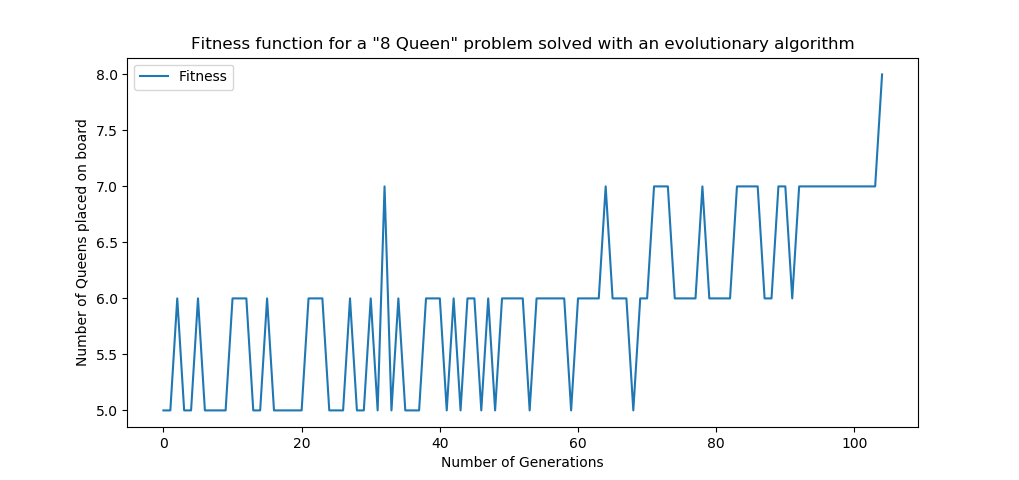 Fitness function for a "8 Queen" problem solved with an evolutionary algorithm
Fitness
Number of Queens placed on board
8.0
7.5
7.0
6.5
6.0
5.5
5.0
0 20 40 60 80 100
Number of Generations